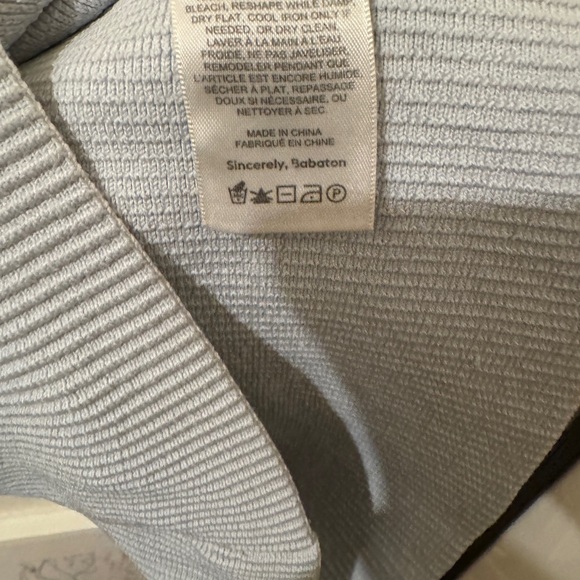 BLEACH, RESHAPE WHILE DAMP,
DRY FLAT, COOL IRON ONLY IF
NEEDED, OR DRY CLEAN.
LAVER À LA MAIN À L'EAU
FROIDE, NE PAS JAVELISER,
REMODELER PENDANT QUE
L'ARTICLE EST ENCORE HUMIDE,
SÉCHER À PLAT, REPASSAGE
DOUX SI NÉCESSAIRE, OU
NETTOYER À SEC.
MADE IN CHINA
FABRIQUÉ EN CHINE
Sincerely, Babaton
P